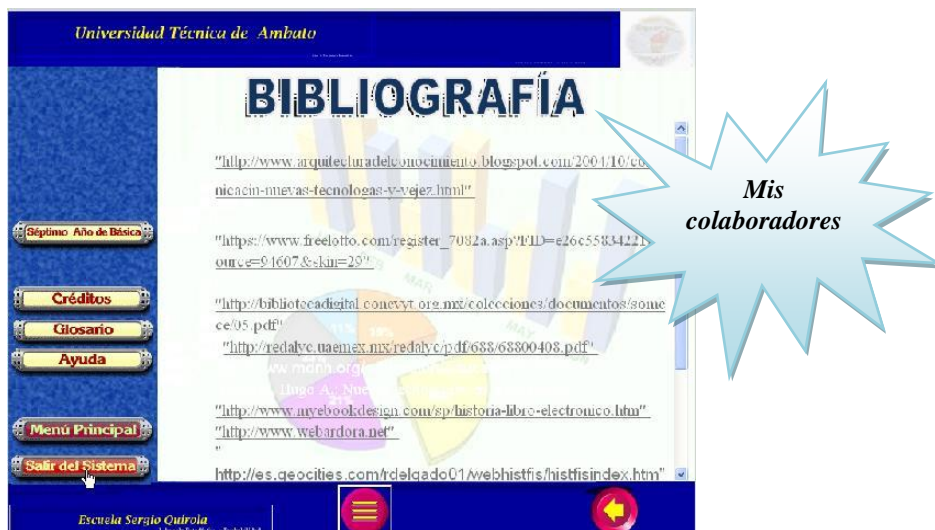 Universidad Técnica de Ambato
BIBLIOGRAFÍA
"http://www.arquitecturadelconocimiento.blogspot.com/2004/10/co
nicacin-nuevas-tecnologas-y-vejez.html"
"https://www.freelotto.com/register_7082a.asp?FID=e26c55834221
ource=94607&skin=29"
"http://bibliotecadigital.conevyt.org.mx/colecciones/documentos/some
ce/05.pdf"
"http://redalyc.uaemex.mx/redalyc/pdf/688/68800408.pdf"
"http://www.myebookdesign.com/sp/historia-libro-electronico.htm"
"http://www.webardora.net"
"
http://es.geocities.com/rdelgado01/webhistfis/histfisindex.htm"
Mis
colaboradores
Séptimo Año de Básica
Créditos
Glosario
Ayuda
Menú Principal
Salir del Sistema
Escuela Sergio Quirola